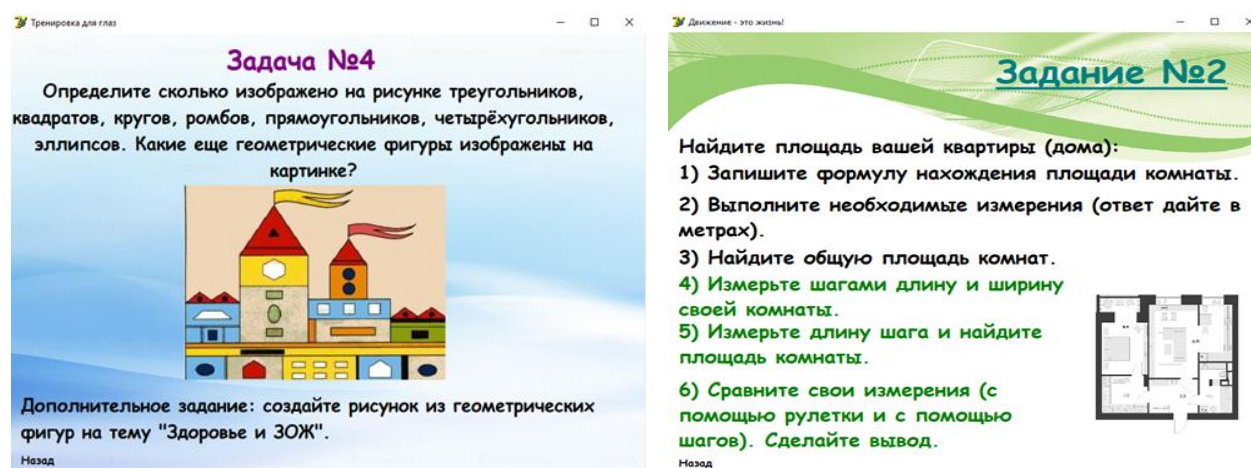 Тренировка для глаз
Задача №4
Определите сколько изображено на рисунке треугольников,
квадратов, кругов, ромбов, прямоугольников, четырёхугольников,
эллипсов. Какие еще геометрические фигуры изображены на
картинке?
Дополнительное задание: создайте рисунок из геометрических
фигур на тему "Здоровье и ЗОЖ".
Назад
Движение - это жизнь!
Задание №2
Найдите площадь вашей квартиры (дома):
1) Запишите формулу нахождения площади комнаты.
2) Выполните необходимые измерения (ответ дайте в
метрах).
3) Найдите общую площадь комнат.
4) Измерьте шагами длину и ширину
своей комнаты.
5) Измерьте длину шага и найдите
площадь комнаты.
6) Сравните свои измерения (с
помощью рулетки и с помощью
шагов). Сделайте вывод.
Назад